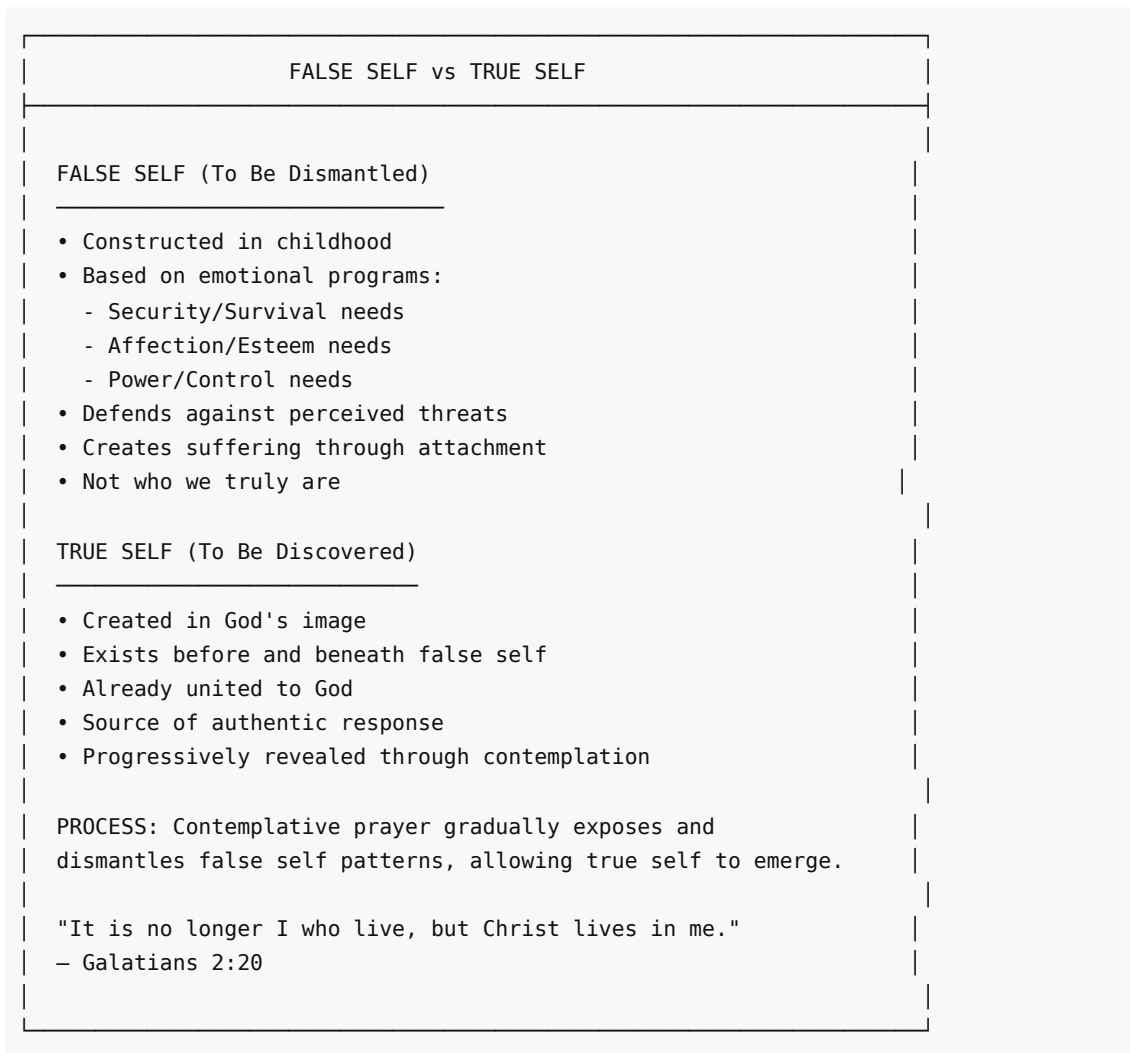 FALSE SELF vs TRUE SELF
FALSE SELF (To Be Dismantled)
• Constructed in childhood
• Based on emotional programs:
- Security/Survival needs
- Affection/Esteem needs
- Power/Control needs
• Defends against perceived threats
• Creates suffering through attachment
• Not who we truly are
TRUE SELF (To Be Discovered)
• Created in God's image
• Exists before and beneath false self
• Already united to God
• Source of authentic response
• Progressively revealed through contemplation
PROCESS: Contemplative prayer gradually exposes and
dismantles false self patterns, allowing true self to emerge.
"It is no longer I who live, but Christ lives in me."
— Galatians 2:20